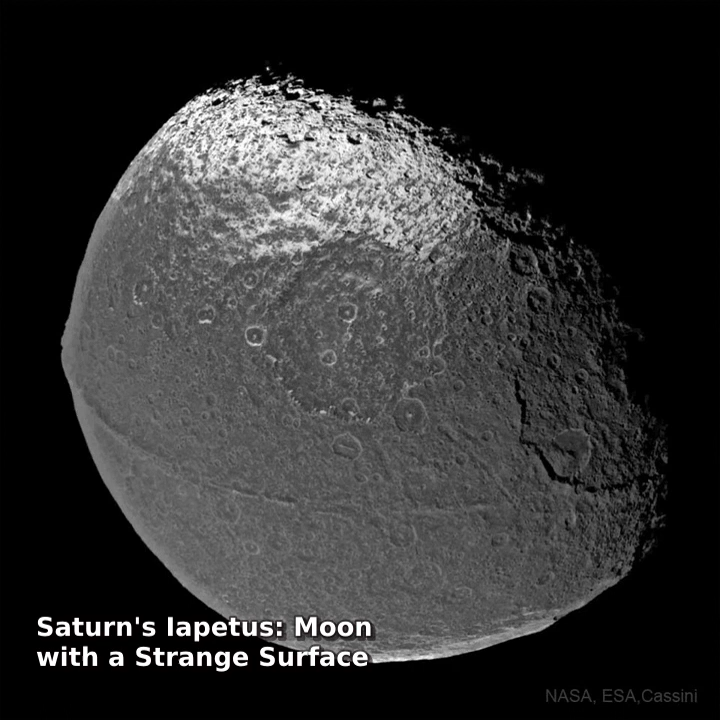 Saturn's Iapetus: Moon
with a Strange Surface
NASA, ESA,Cassini